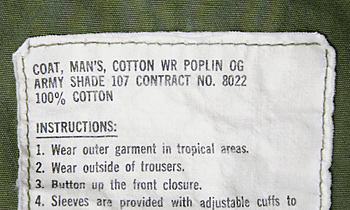 COAT, MAN'S, COTTON WR POPLIN OG
ARMY SHADE 107 CONTRACT NO. 8022
100% COTTON
INSTRUCTIONS:
1. Wear outer garment in tropical areas.
2. Wear outside of trousers.
3. Button up the front closure.
4. Sleeves are provided with adjustable cuffs to